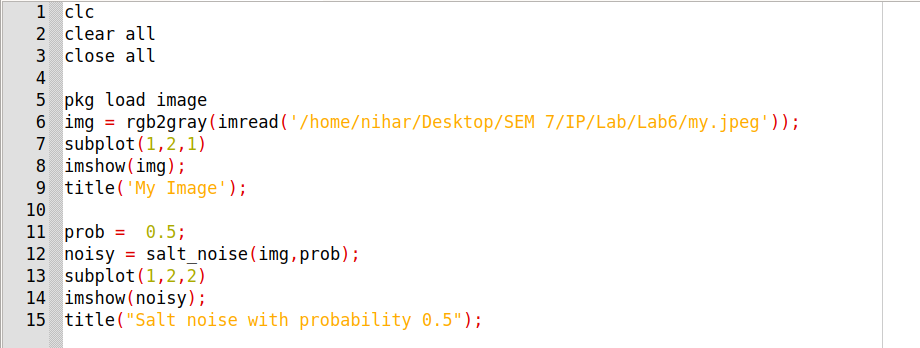 1 clc
2 clear all
3 close all
4
5 pkg load image
6 img = rgb2gray(imread('/home/nihar/Desktop/SEM 7/IP/Lab/Lab6/my.jpeg'));
7 subplot(1,2,1)
8 imshow(img);
9 title('My Image');
10
11 prob =  0.5;
12 noisy = salt_noise(img,prob);
13 subplot(1,2,2)
14 imshow(noisy);
15 title("Salt noise with probability 0.5");